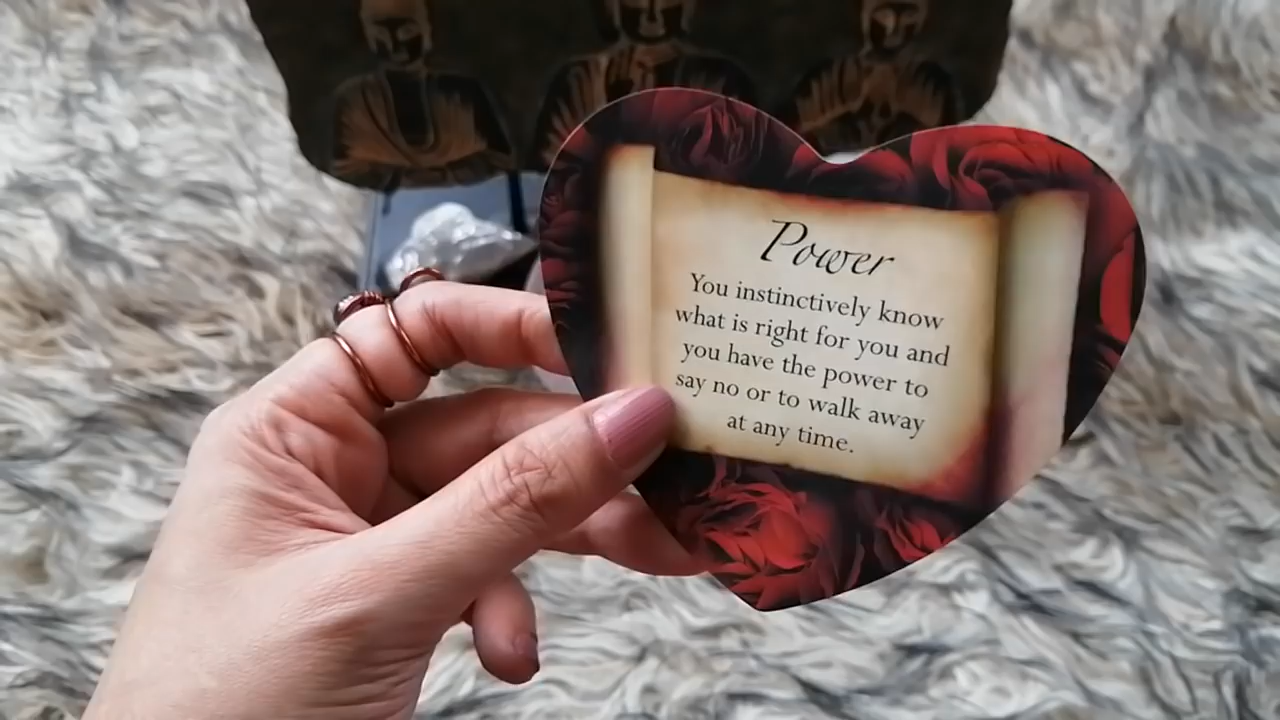 Power
You instinctively know
what is right for you and
you have the power to
say no or to walk away
at any time.